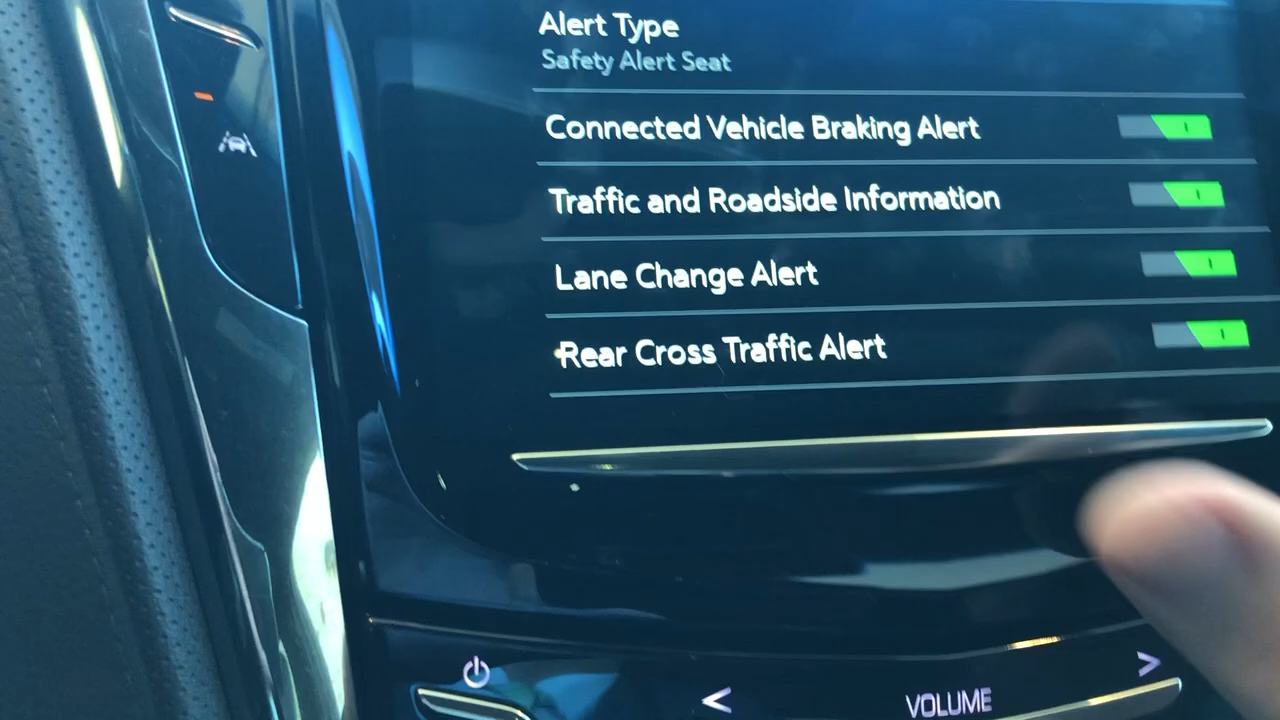 Alert Type
Safety Alert Seat
Connected Vehicle Braking Alert
Traffic and Roadside Information
Lane Change Alert
Rear Cross Traffic Alert
< VOLUME >